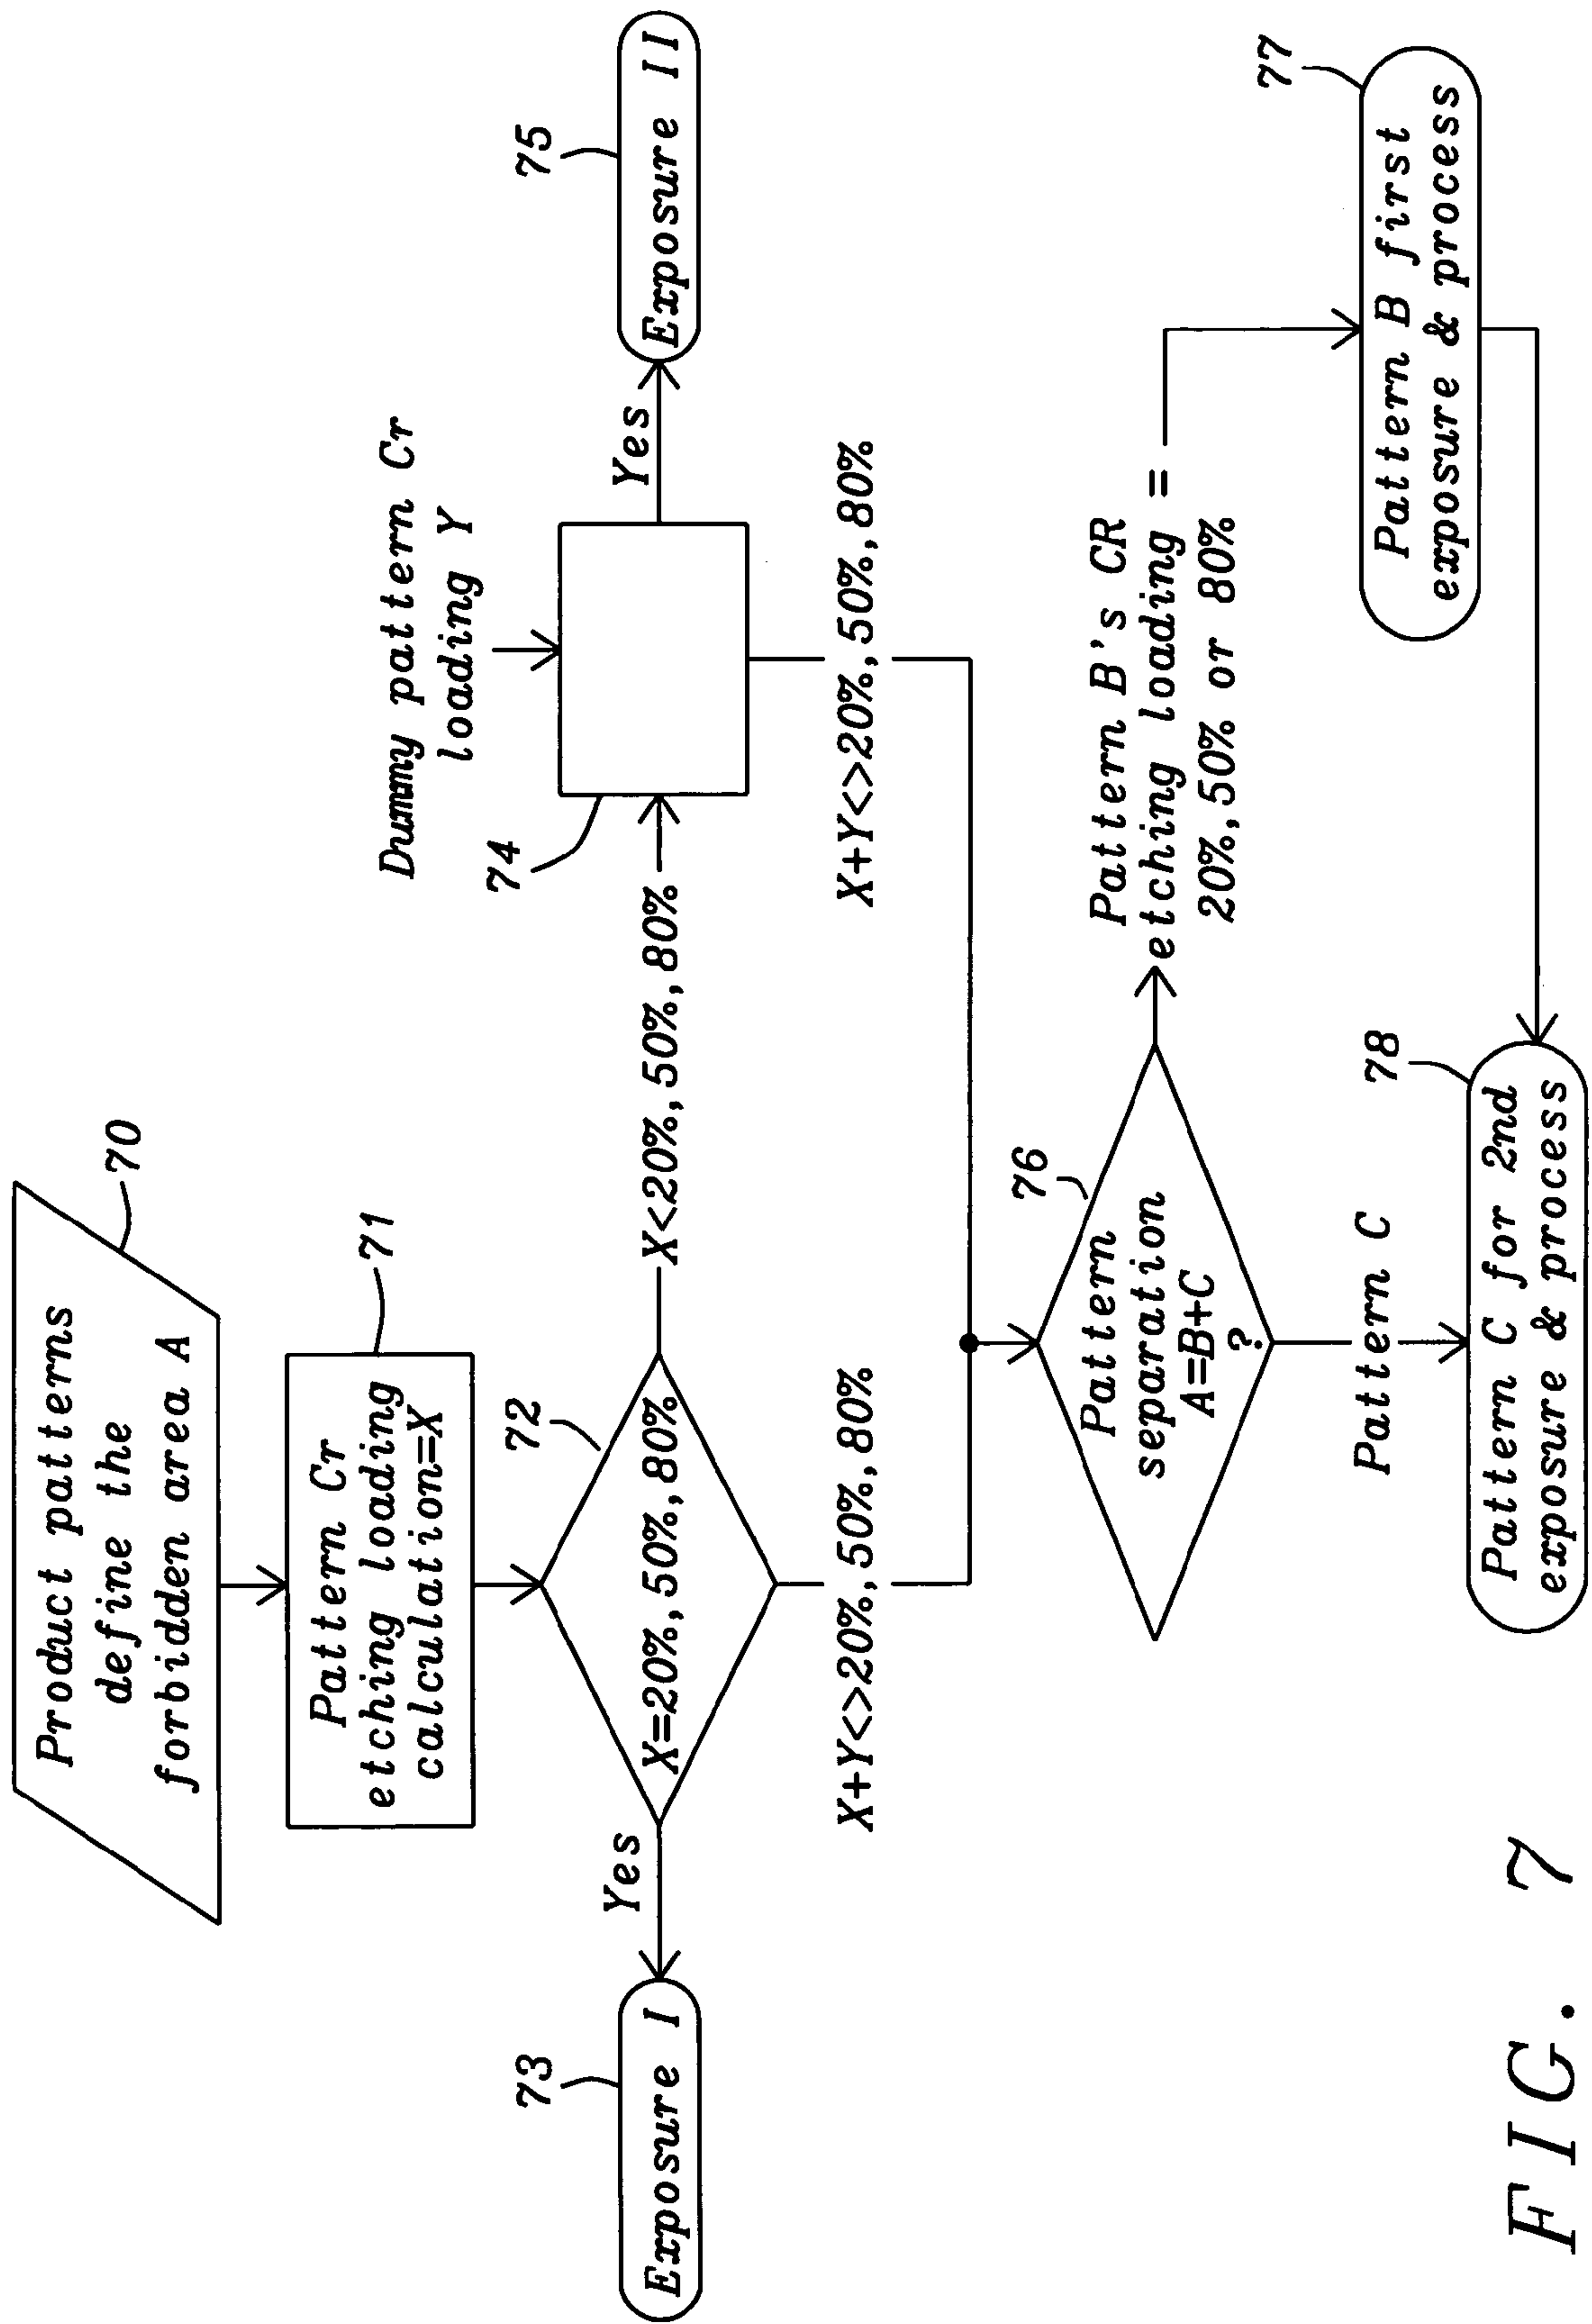 Product patterns
define the
forbidden area A
70
Pattern Cr
etching loading
calculation=X
71
X=20%,50%,80%
72
Yes
73
Exposure I
X<20%,50%,80%
74
Dummy pattern Cr
loading Y
Yes
75
Exposure II
X+Y<>20%,50%,80%
X+Y<>20%,50%,80%
Pattern
separation
A=B+C
?
76
Pattern B's CR
etching loading =
20%,50% or 80%
77
Pattern B first
exposure & process
Pattern C
78
Pattern C for 2nd
exposure & process
FIG. 7